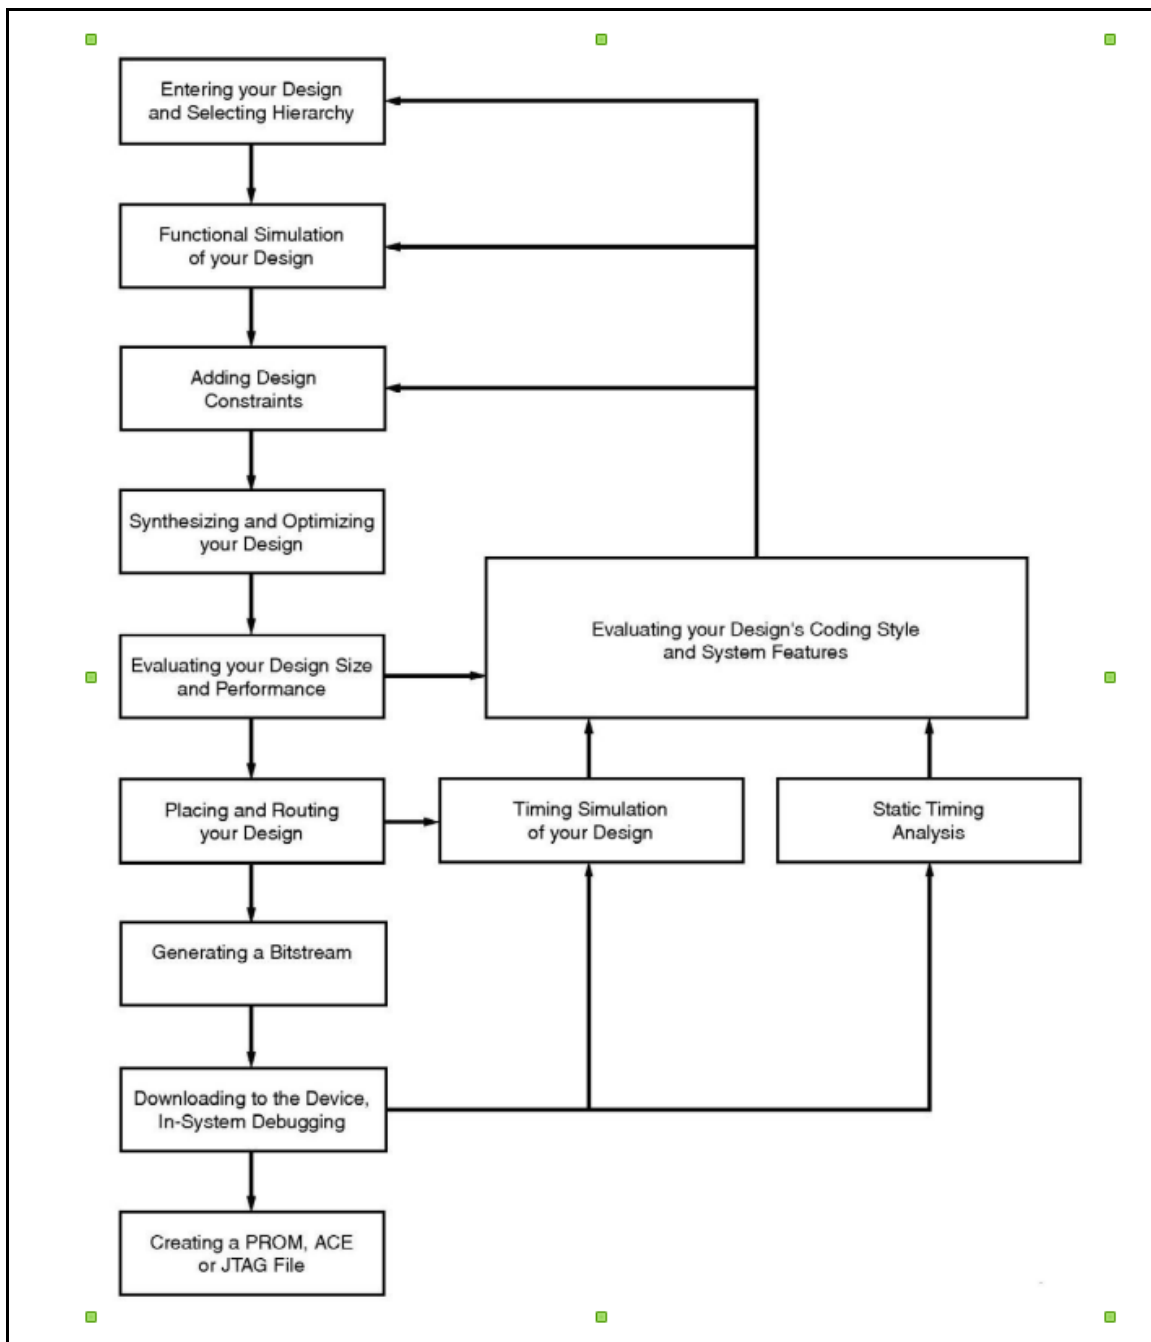 Entering your Design
and Selecting Hierarchy
Functional Simulation
of your Design
Adding Design
Constraints
Synthesizing and Optimizing
your Design
Evaluating your Design's Coding Style
and System Features
Evaluating your Design Size
and Performance
Placing and Routing
your Design
Timing Simulation
of your Design
Static Timing
Analysis
Generating a Bitstream
Downloading to the Device,
In-System Debugging
Creating a PROM, ACE
or JTAG File